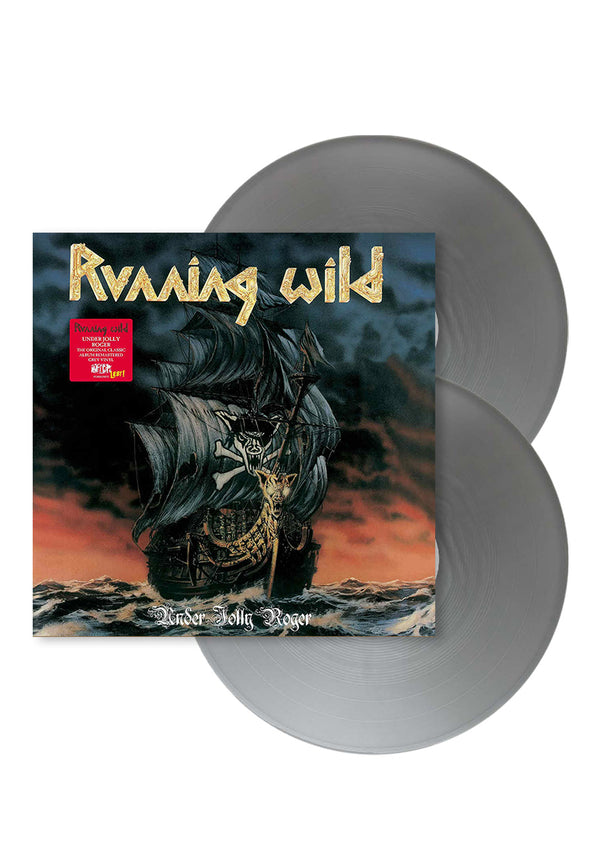 Running Wild
Running Wild
UNDER JOLLY
ROGER
THE ORIGINAL CLASSIC
ALBUM REMASTERED
GREY VINYL
Under Jolly Roger